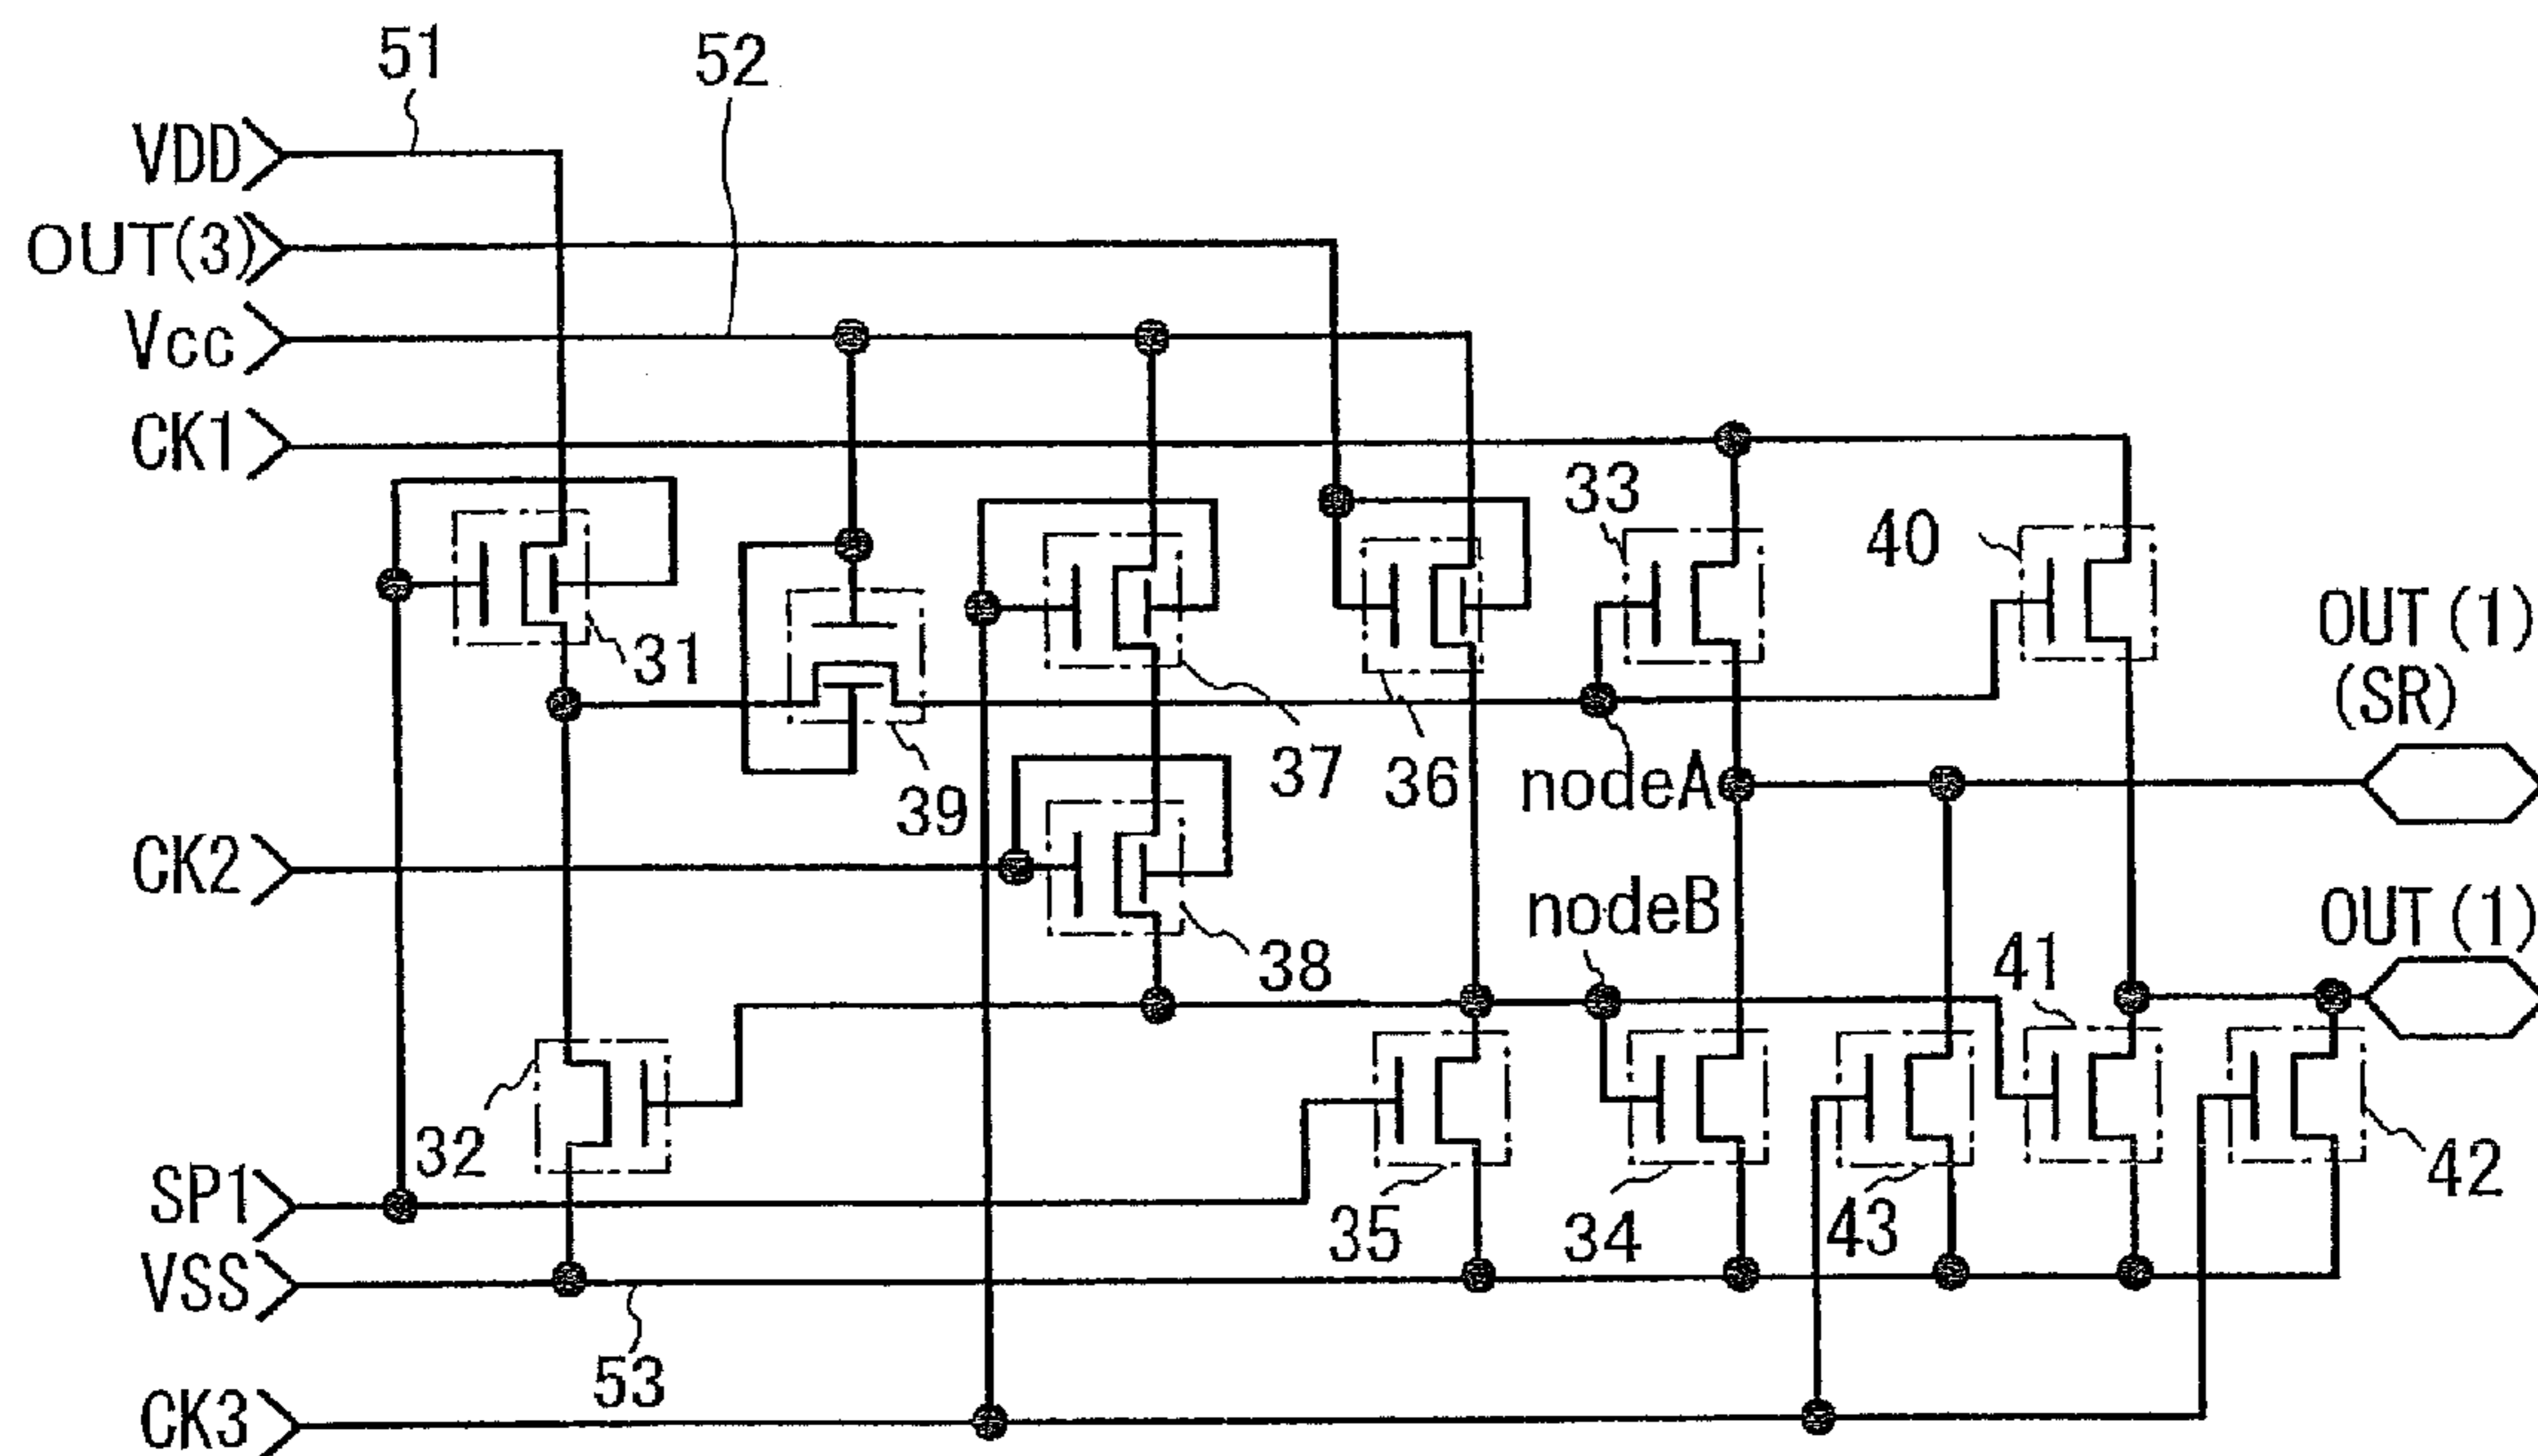 51
52
VDD
OUT(3)
Vcc
CK1
33
40
31
OUT (1)
(SR)
37
36
nodeA
39
CK2
nodeB
OUT (1)
38
41
32
SP1
35
34
43
42
VSS
53
CK3